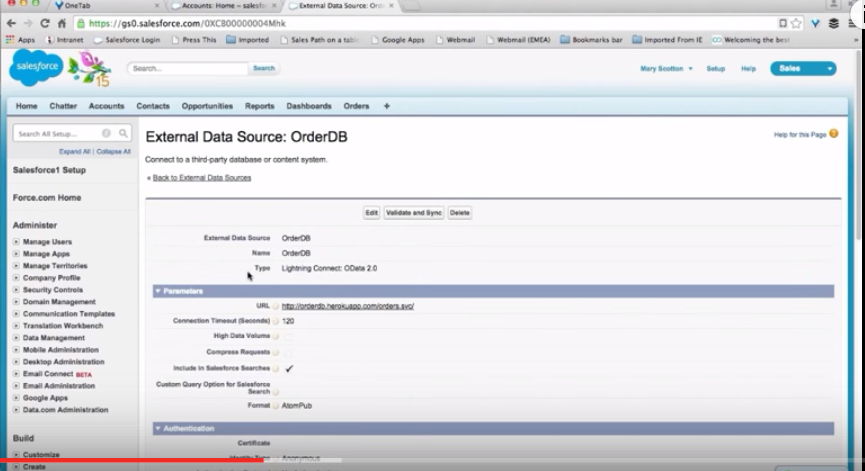 OneTab
Accounts: Home ~ salesfo
External Data Source: Ord
https://gs0.salesforce.com/0XCB00000004Mhk
Apps Intranet Salesforce Login Press This Imported Sales Path on a table Google Apps Webmail Webmail (EMEA) Bookmarks bar Imported From IE Welcoming the best
salesforce
15
Search...
Search
Mary Scotton Setup Help Sales
Home Chatter Accounts Contacts Opportunities Reports Dashboards Orders +
Search All Setup...
Expand All | Collapse All
Salesforce1 Setup
Force.com Home
Administer
Manage Users
Manage Apps
Manage Territories
Company Profile
Security Controls
Domain Management
Communication Templates
Translation Workbench
Data Management
Mobile Administration
Desktop Administration
Email Connect BETA
Email Administration
Google Apps
Data.com Administration
Build
Customize
Create
External Data Source: OrderDB
Help for this Page
Connect to a third-party database or content system.
« Back to External Data Sources
Edit Validate and Sync Delete
External Data Source OrderDB
Name OrderDB
Type Lightning Connect: OData 2.0
Parameters
URL http://orderdb.herokuapp.com/orders.svc/
Connection Timeout (Seconds) 120
High Data Volume
Compress Requests
Include in Salesforce Searches ✓
Custom Query Option for Salesforce
Search
Format AtomPub
Authentication
Certificate
Identity Type Anonymous